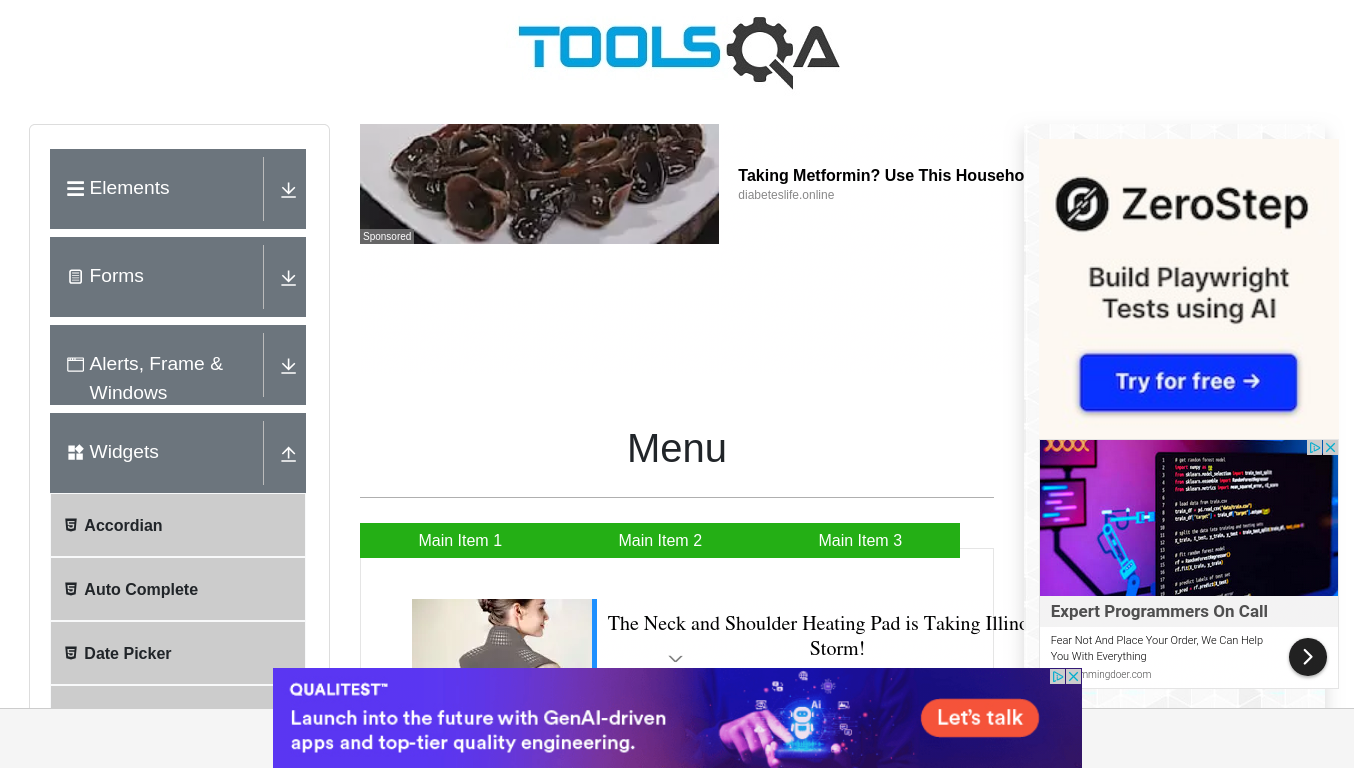 TOOLSQA
Elements
Forms
Alerts, Frame &
Windows
Widgets
Accordian
Auto Complete
Date Picker
Sponsored
Taking Metformin? Use This Househo
diabeteslife.online
Menu
Main Item 1
Main Item 2
Main Item 3
The Neck and Shoulder Heating Pad is Taking Illino
Storm!
ZeroStep
Build Playwright
Tests using AI
Try for free →
Expert Programmers On Call
Fear Not And Place Your Order, We Can Help
You With Everything
mmingdoer.com
QUALITEST™
Launch into the future with GenAI-driven
apps and top-tier quality engineering.
Ai
Let's talk